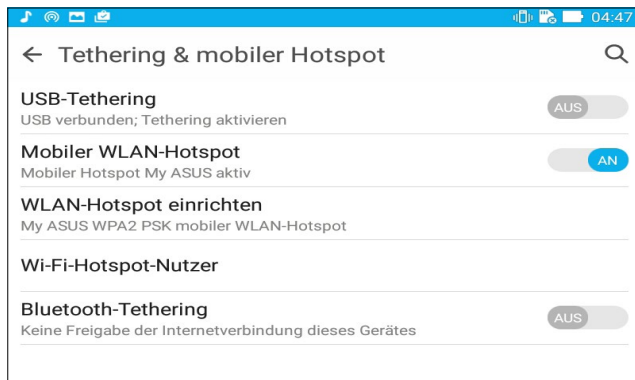 04:47
Tethering & mobiler Hotspot
USB-Tethering
AUS
USB verbunden; Tethering aktivieren
Mobiler WLAN-Hotspot
AN
Mobiler Hotspot My ASUS aktiv
WLAN-Hotspot einrichten
My ASUS WPA2 PSK mobiler WLAN-Hotspot
Wi-Fi-Hotspot-Nutzer
Bluetooth-Tethering
AUS
Keine Freigabe der Internetverbindung dieses Gerätes